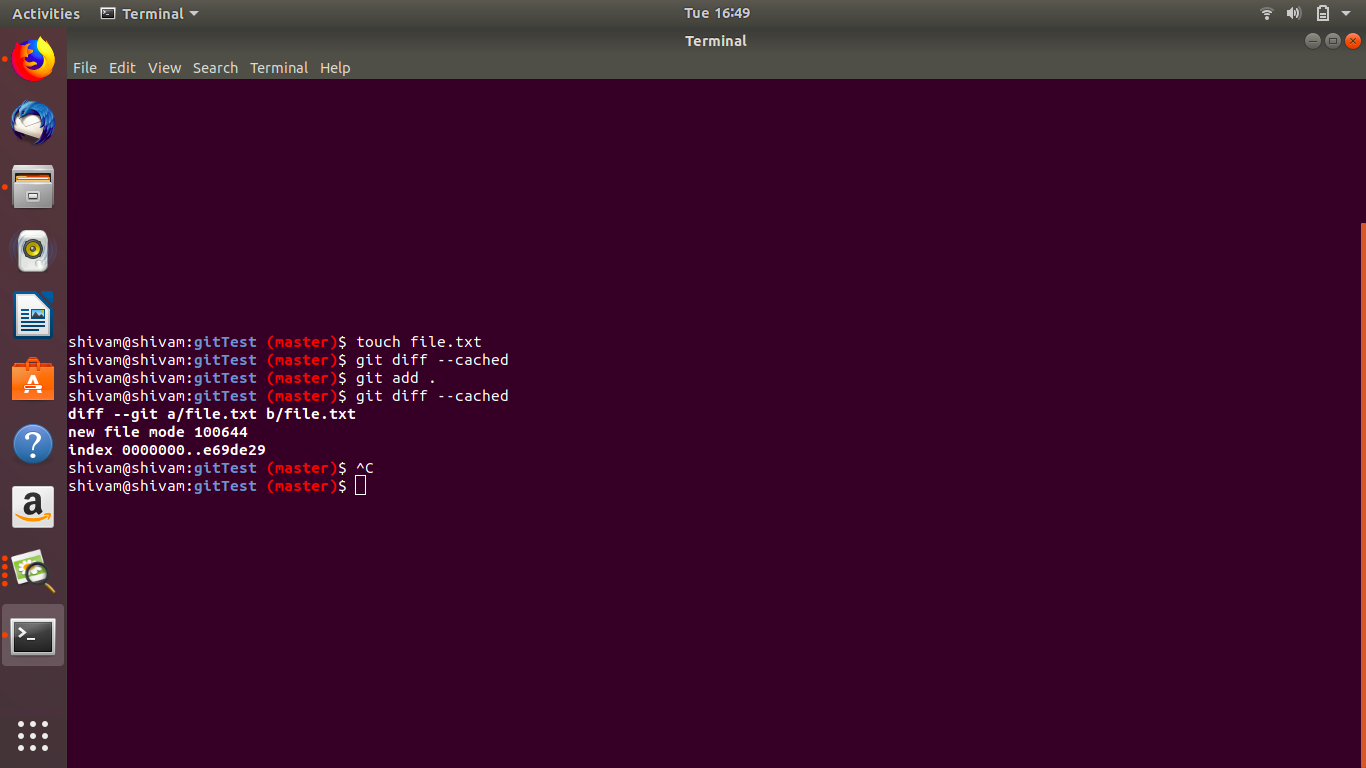 Activities Terminal Tue 16:49
Terminal
File Edit View Search Terminal Help
shivam@shivam:gitTest (master)$ touch file.txt
shivam@shivam:gitTest (master)$ git diff --cached
shivam@shivam:gitTest (master)$ git add .
shivam@shivam:gitTest (master)$ git diff --cached
diff --git a/file.txt b/file.txt
new file mode 100644
index 0000000..e69de29
shivam@shivam:gitTest (master)$ ^C
shivam@shivam:gitTest (master)$